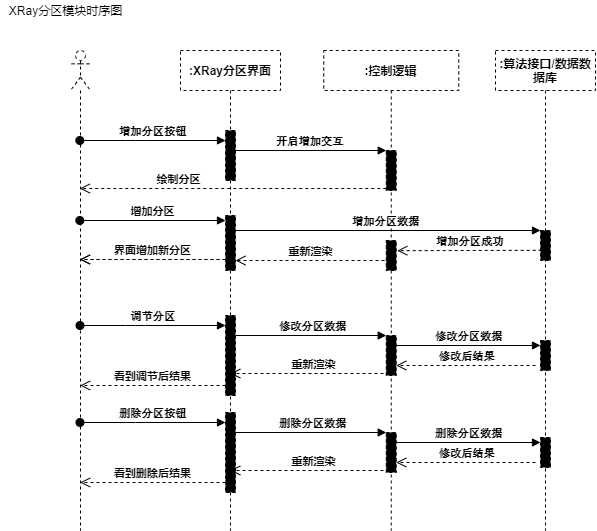 XRay分区模块时序图
:XRay分区界面
:控制逻辑
:算法接口/数据数
据库
增加分区按钮
开启增加交互
绘制分区
增加分区
增加分区数据
增加分区成功
界面增加新分区
重新渲染
调节分区
修改分区数据
修改分区数据
修改后结果
重新渲染
看到调节后结果
删除分区按钮
删除分区数据
删除分区数据
修改后结果
重新渲染
看到删除后结果